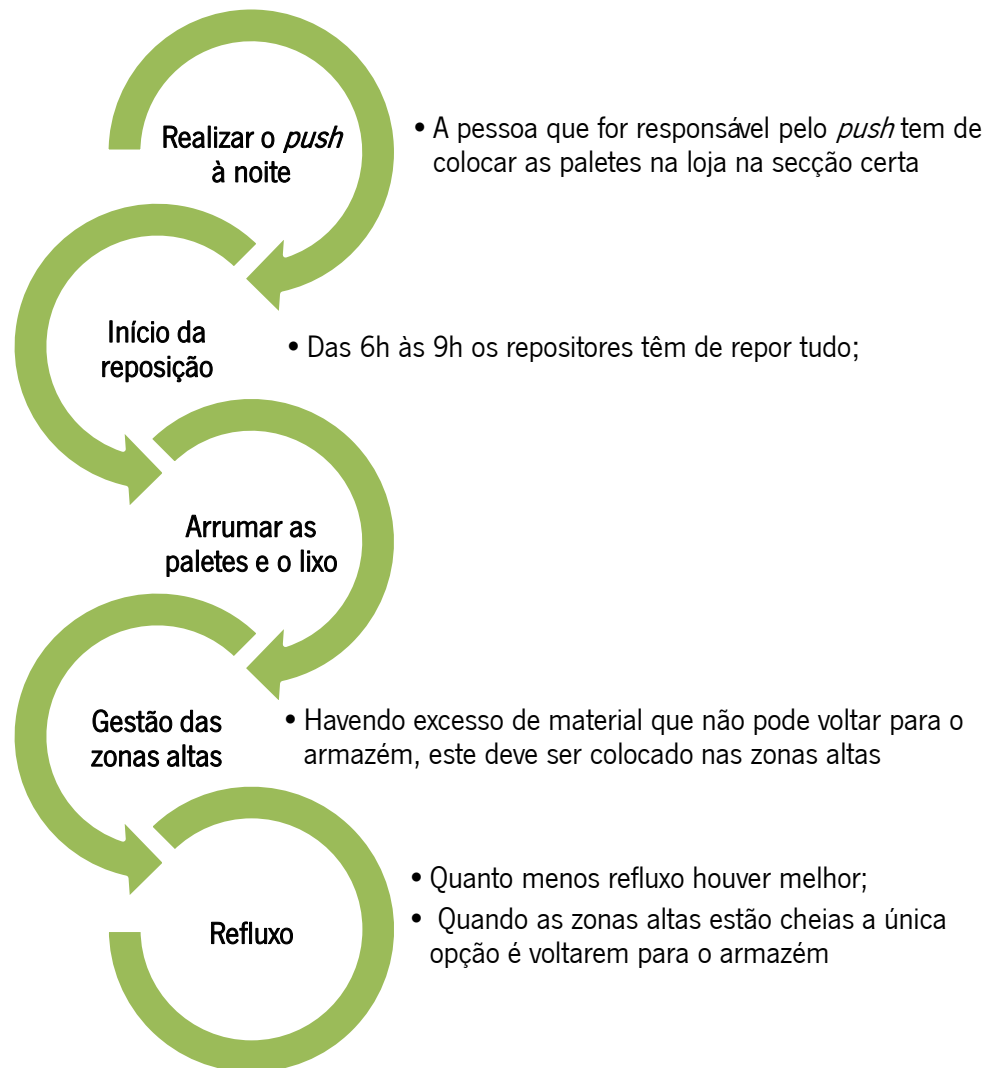 Realizar o push
à noite
• A pessoa que for responsável pelo push tem de
colocar as paletes na loja na secção certa
Início da
reposição
• Das 6h às 9h os repositores têm de repor tudo;
Arrumar as
paletes e o lixo
Gestão das
zonas altas
• Havendo excesso de material que não pode voltar para o
armazém, este deve ser colocado nas zonas altas
Refluxo
• Quanto menos refluxo houver melhor;
• Quando as zonas altas estão cheias a única
opção é voltarem para o armazém